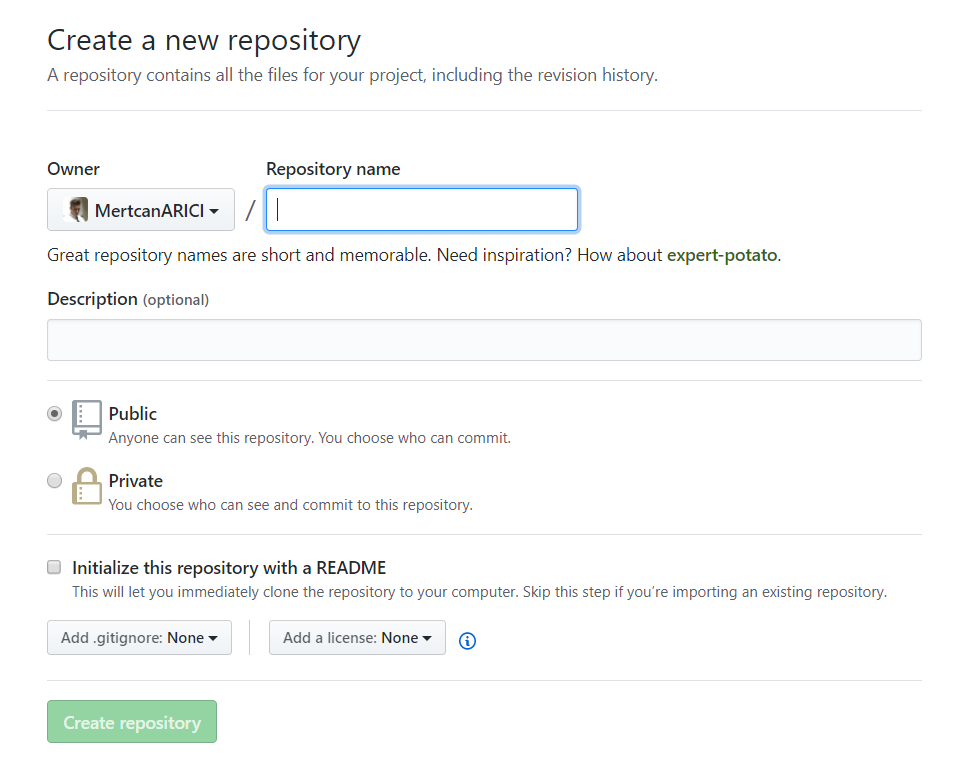 Create a new repository
A repository contains all the files for your project, including the revision history.
Owner
Repository name
MertcanARICI
/
Great repository names are short and memorable. Need inspiration? How about expert-potato.
Description (optional)
Public
Anyone can see this repository. You choose who can commit.
Private
You choose who can see and commit to this repository.
Initialize this repository with a README
This will let you immediately clone the repository to your computer. Skip this step if you’re importing an existing repository.
Add .gitignore: None
Add a license: None
Create repository